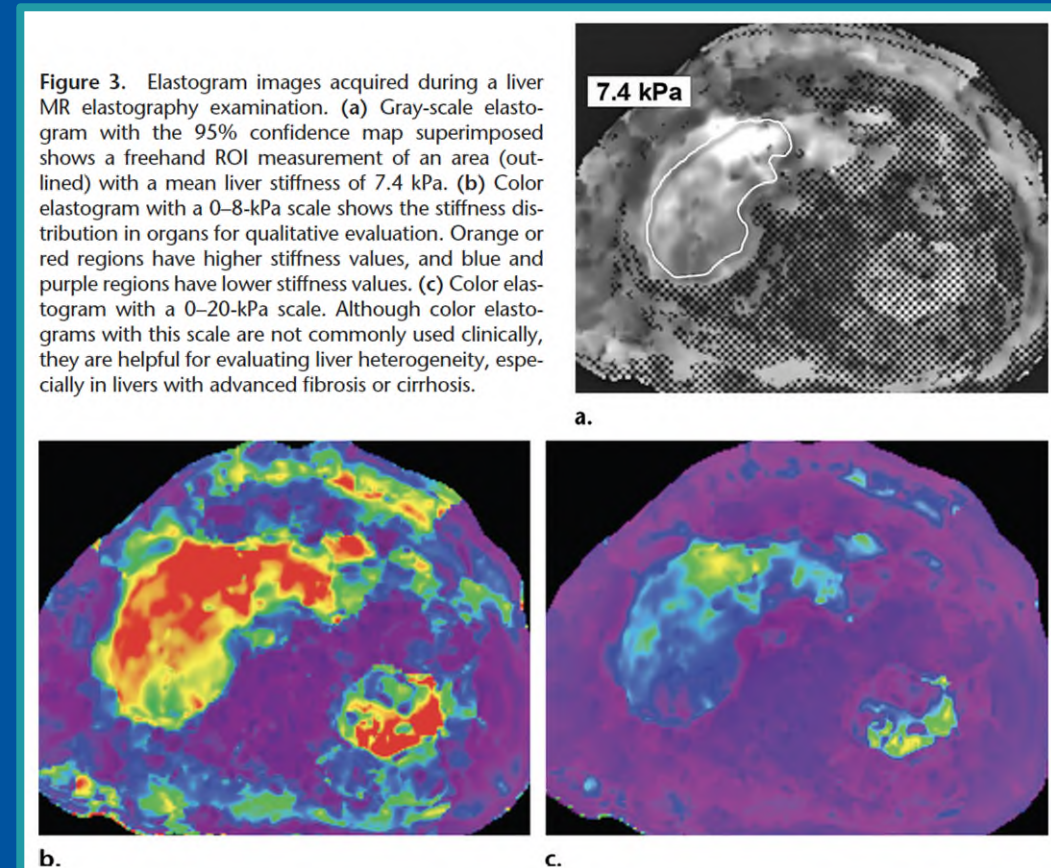 Figure 3. Elastogram images acquired during a liver
MR elastography examination. (a) Gray-scale elasto-
gram with the 95% confidence map superimposed
shows a freehand ROI measurement of an area (out-
lined) with a mean liver stiffness of 7.4 kPa. (b) Color
elastogram with a 0–8-kPa scale shows the stiffness dis-
tribution in organs for qualitative evaluation. Orange or
red regions have higher stiffness values, and blue and
purple regions have lower stiffness values. (c) Color elas-
togram with a 0–20-kPa scale. Although color elasto-
grams with this scale are not commonly used clinically,
they are helpful for evaluating liver heterogeneity, espe-
cially in livers with advanced fibrosis or cirrhosis.
7.4 kPa
a.
b.
c.